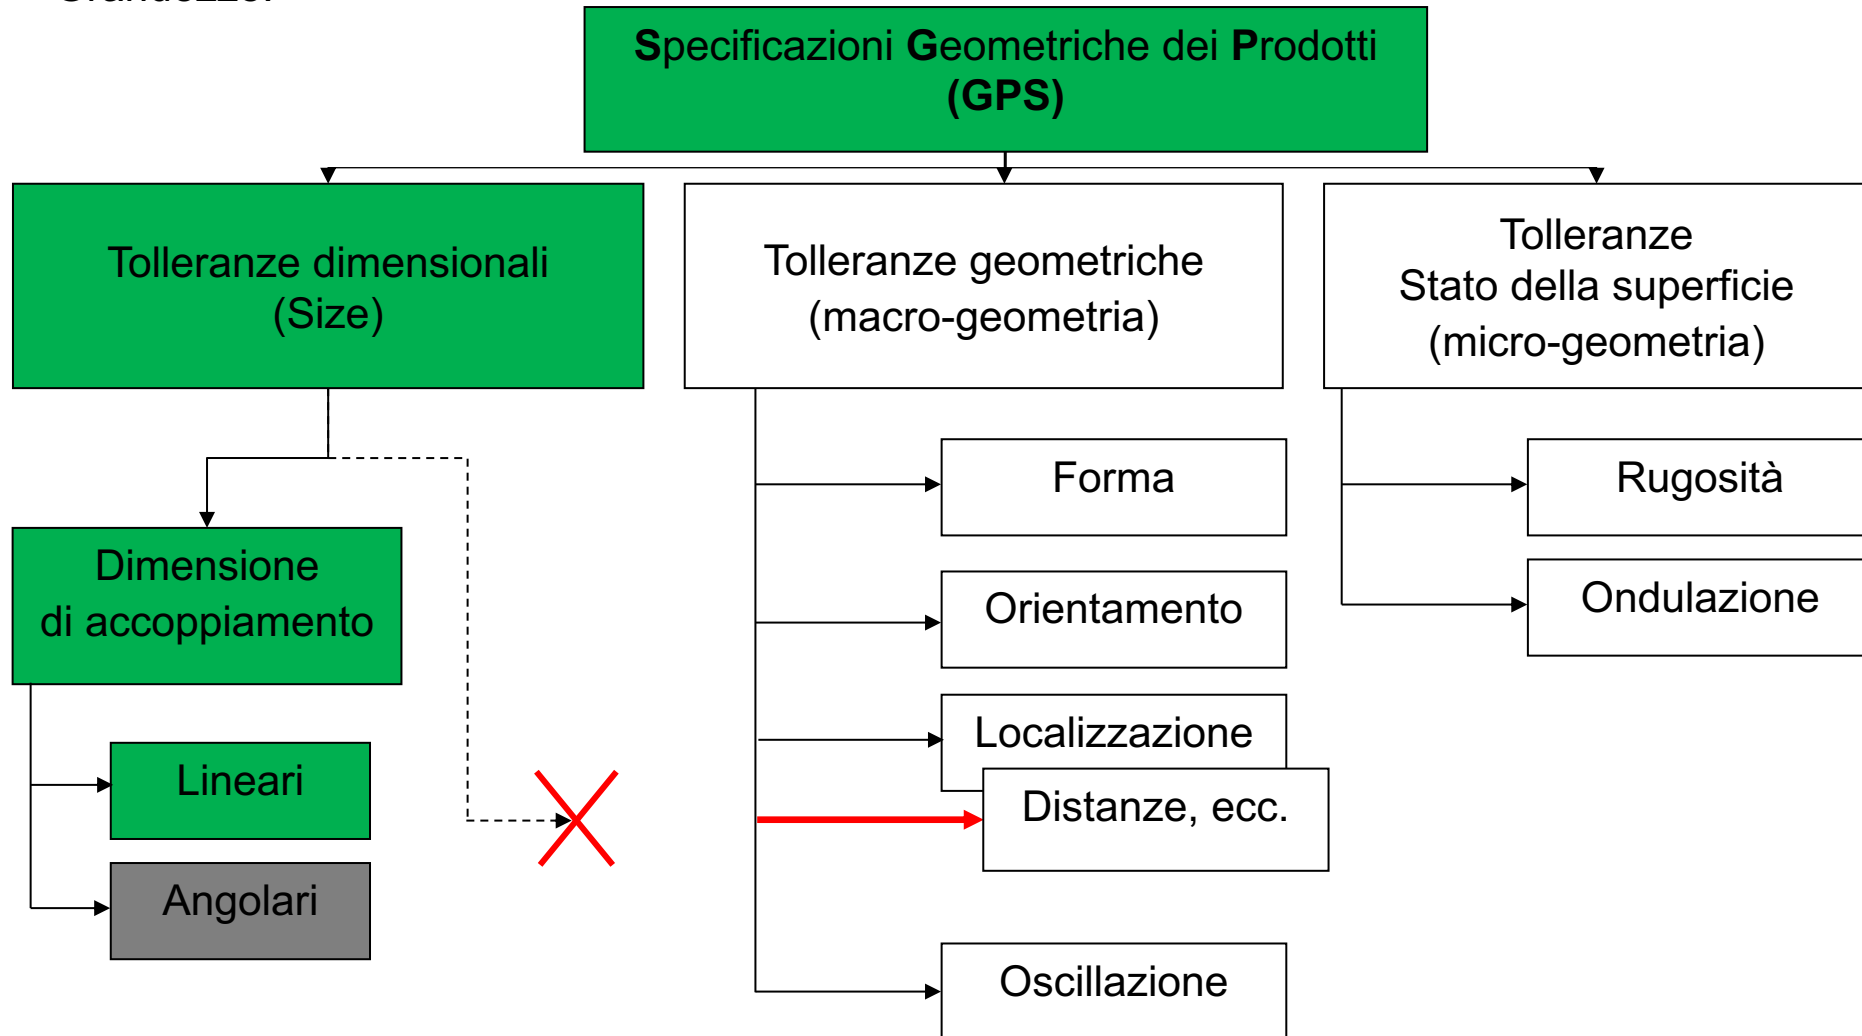 Specificazioni Geometriche dei Prodotti
(GPS)
Tolleranze dimensionali
(Size)
Tolleranze geometriche
(macro-geometria)
Tolleranze
Stato della superficie
(micro-geometria)
Forma
Rugosità
Dimensione
di accoppiamento
Orientamento
Ondulazione
Localizzazione
Lineari
Distanze, ecc.
Angolari
Oscillazione